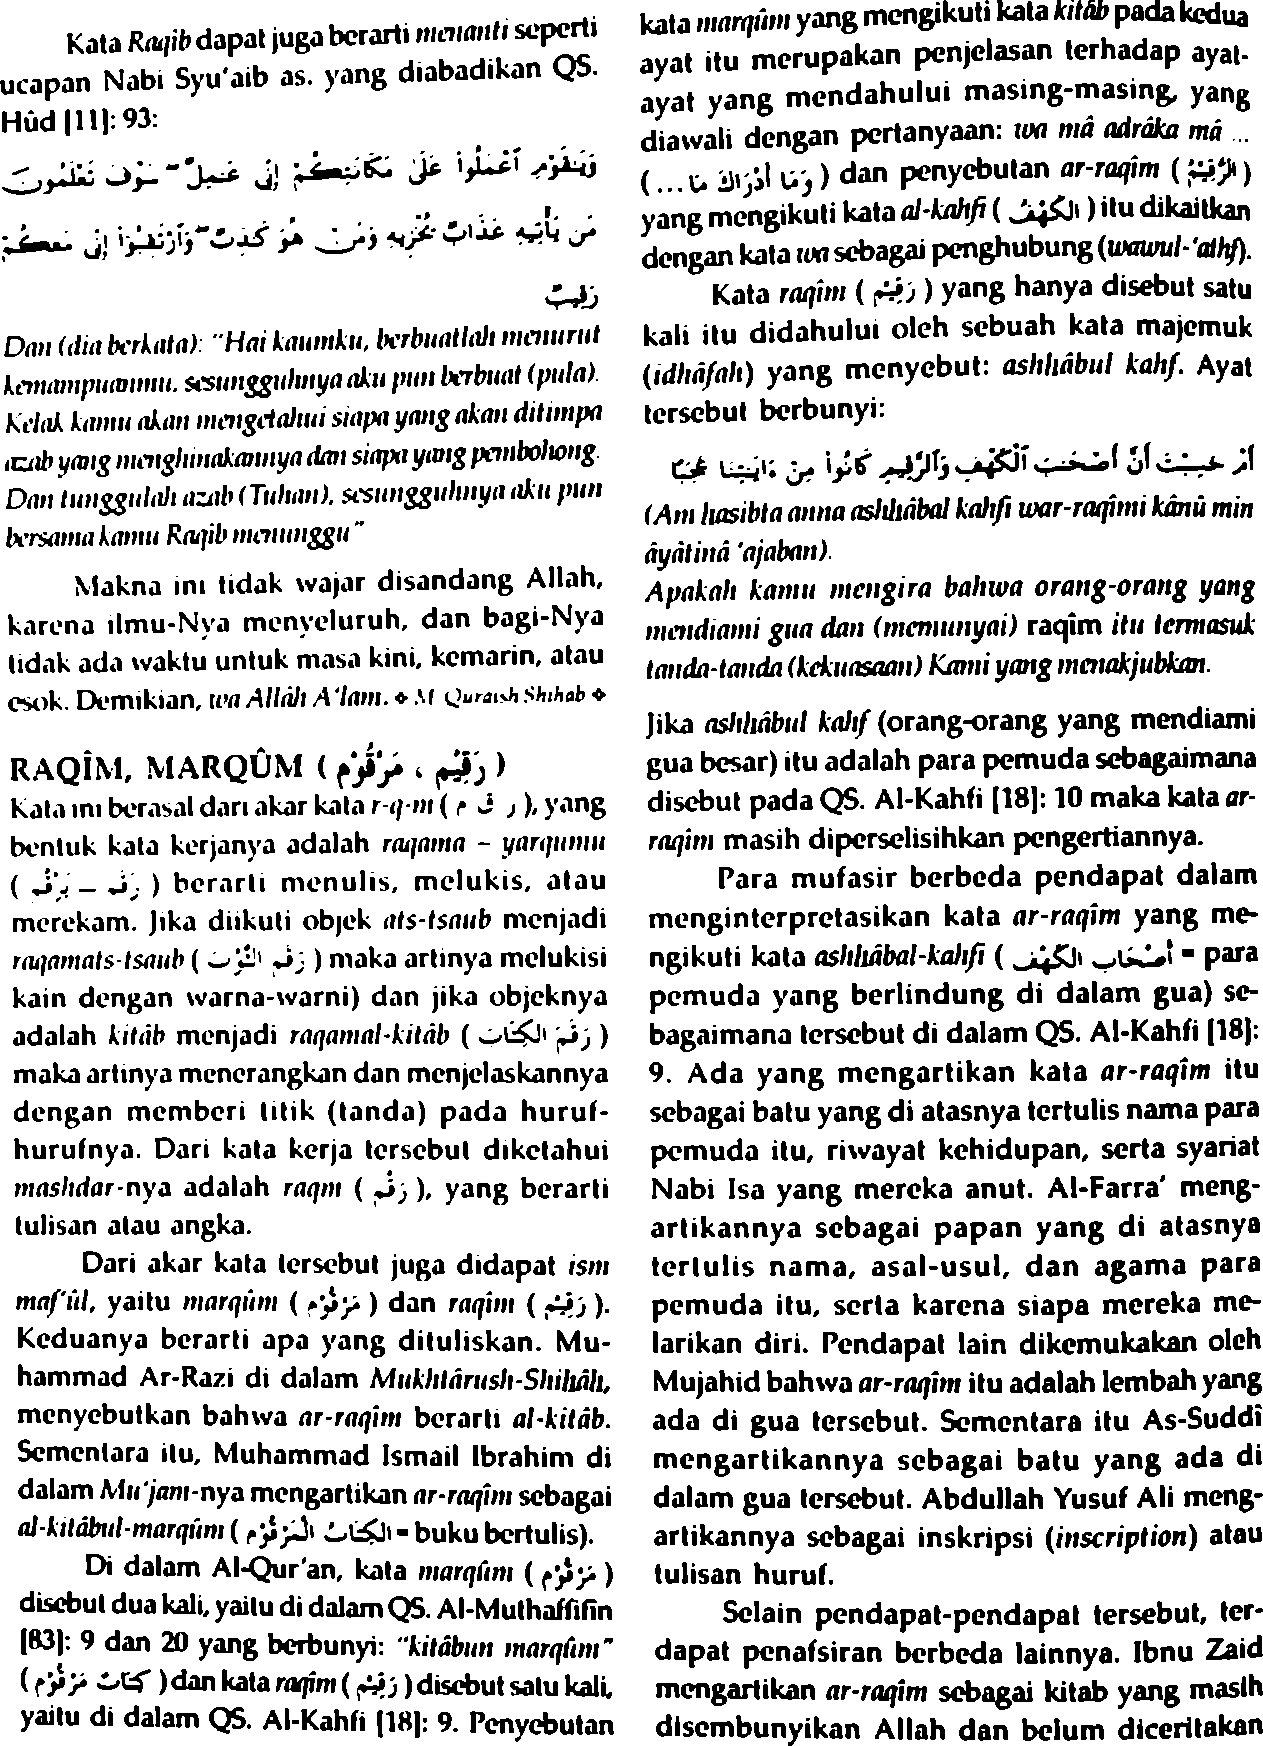 Kata Raqib dapat juga berarti menanti seperti
ucapan Nabi Syu'aib as. yang diabadikan QS.
Hûd [11]: 93:
وَيَٰقَوْمِ ٱعْمَلُوا۟ عَلَىٰ مَكَانَتِكُمْ إِنِّى عَٰمِلٌ ۖ سَوْفَ تَعْلَمُونَ
مَن يَأْتِيهِ عَذَابٌ يُخْزِيهِ وَمَنْ هُوَ كَٰذِبٌ ۖ وَٱرْتَقِبُوٓا۟ إِنِّى مَعَكُمْ
رَقِيبٌ
Dan (dia berkata): "Hai kaumku, berbuatlah menurut
kemampuanmu, sesungguhnya aku pun berbuat (pula).
Kelak kamu akan mengetahui siapa yang akan ditimpa
azab yang menghinakannya dan siapa yang pembohong.
Dan tunggulah azab (Tuhan), sesungguhnya aku pun
bersama kamu Raqib menunggu"
Makna ini tidak wajar disandang Allah,
karena ilmu-Nya menyeluruh, dan bagi-Nya
tidak ada waktu untuk masa kini, kemarin, atau
esok. Demikian, wa Allâh A'lam. ❖ M Quraish Shihab ❖
RAQÎM, MARQÛM ( رَقِيْم ، مَرْقُوْم )
Kata ini berasal dari akar kata r-q-m ( ر ق م ), yang
bentuk kata kerjanya adalah raqama – yarqumu
( رَقَمَ – يَرْقُمُ ) berarti menulis, melukis, atau
merekam. Jika diikuti objek ats-tsaub menjadi
raqamats-tsaub ( رَقَمَ الثَّوْبَ ) maka artinya melukisi
kain dengan warna-warni) dan jika objeknya
adalah kitâb menjadi raqamal-kitâb ( رَقَمَ الكِتَابَ )
maka artinya menerangkan dan menjelaskannya
dengan memberi titik (tanda) pada huruf-
hurufnya. Dari kata kerja tersebut diketahui
mashdar-nya adalah raqm ( رَقْم ), yang berarti
tulisan atau angka.
Dari akar kata tersebut juga didapat ism
maf'ûl, yaitu marqûm ( مَرْقُوْم ) dan raqîm ( رَقِيْم ).
Keduanya berarti apa yang dituliskan. Mu-
hammad Ar-Razi di dalam Mukhtârush-Shihâh,
menyebutkan bahwa ar-raqîm berarti al-kitâb.
Sementara itu, Muhammad Ismail Ibrahim di
dalam Mu'jam-nya mengartikan ar-raqîm sebagai
al-kitâbul-marqûm ( الكِتَابُ الْمَرْقُوْم = buku bertulis).
Di dalam Al-Qur'an, kata marqûm ( مَرْقُوْم )
disebut dua kali, yaitu di dalam QS. Al-Muthaffifîn
[83]: 9 dan 20 yang berbunyi: "kitâbun marqûm"
( كِتَابٌ مَرْقُوْم ) dan kata raqîm ( رَقِيْم ) disebut satu kali,
yaitu di dalam QS. Al-Kahfi [18]: 9. Penyebutan
kata marqûm yang mengikuti kata kitâb pada kedua
ayat itu merupakan penjelasan terhadap ayat-
ayat yang mendahului masing-masing, yang
diawali dengan pertanyaan: wa mâ adrâka mâ ...
( وَمَا أَدْرَاكَ مَا ... ) dan penyebutan ar-raqîm ( الرَّقِيْم )
yang mengikuti kata al-kahfi ( الكَهْفِ ) itu dikaitkan
dengan kata wa sebagai penghubung (wawul-'athf).
Kata raqîm ( رَقِيْم ) yang hanya disebut satu
kali itu didahului oleh sebuah kata majemuk
(idhâfah) yang menyebut: ashhâbul kahf. Ayat
tersebut berbunyi:
أَمْ حَسِبْتَ أَنَّ أَصْحَٰبَ ٱلْكَهْفِ وَٱلرَّقِيمِ كَانُوا۟ مِنْ ءَايَٰتِنَا عَجَبًا
(Am hasibta anna ashhâbal kahfi war-raqîmi kânû min
âyâtinâ 'ajaban).
Apakah kamu mengira bahwa orang-orang yang
mendiami gua dan (mempunyai) raqîm itu termasuk
tanda-tanda (kekuasaan) Kami yang menakjubkan.
Jika ashhâbul kahf (orang-orang yang mendiami
gua besar) itu adalah para pemuda sebagaimana
disebut pada QS. Al-Kahfi [18]: 10 maka kata ar-
raqîm masih diperselisihkan pengertiannya.
Para mufasir berbeda pendapat dalam
menginterpretasikan kata ar-raqîm yang me-
ngikuti kata ashhâbal-kahfi ( أَصْحَابَ الكَهْفِ = para
pemuda yang berlindung di dalam gua) se-
bagaimana tersebut di dalam QS. Al-Kahfi [18]:
9. Ada yang mengartikan kata ar-raqîm itu
sebagai batu yang di atasnya tertulis nama para
pemuda itu, riwayat kehidupan, serta syariat
Nabi Isa yang mereka anut. Al-Farra' meng-
artikannya sebagai papan yang di atasnya
tertulis nama, asal-usul, dan agama para
pemuda itu, serta karena siapa mereka me-
larikan diri. Pendapat lain dikemukakan oleh
Mujahid bahwa ar-raqîm itu adalah lembah yang
ada di gua tersebut. Sementara itu As-Suddî
mengartikannya sebagai batu yang ada di
dalam gua tersebut. Abdullah Yusuf Ali meng-
artikannya sebagai inskripsi (inscription) atau
tulisan huruf.
Selain pendapat-pendapat tersebut, ter-
dapat penafsiran berbeda lainnya. Ibnu Zaid
mengartikan ar-raqîm sebagai kitab yang masih
disembunyikan Allah dan belum diceritakan